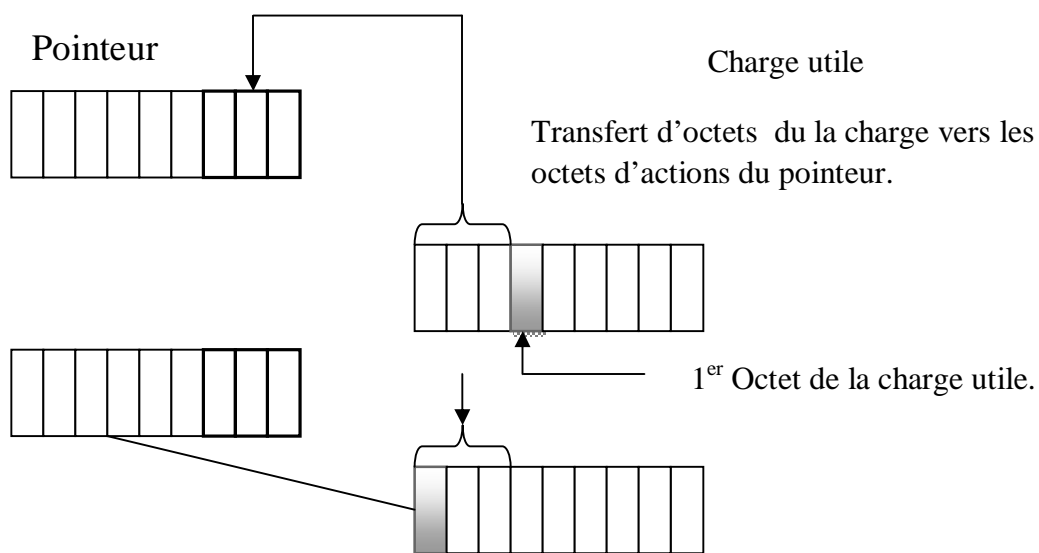 Pointeur
Charge utile
Transfert d’octets du la charge vers les
octets d’actions du pointeur.
1er Octet de la charge utile.